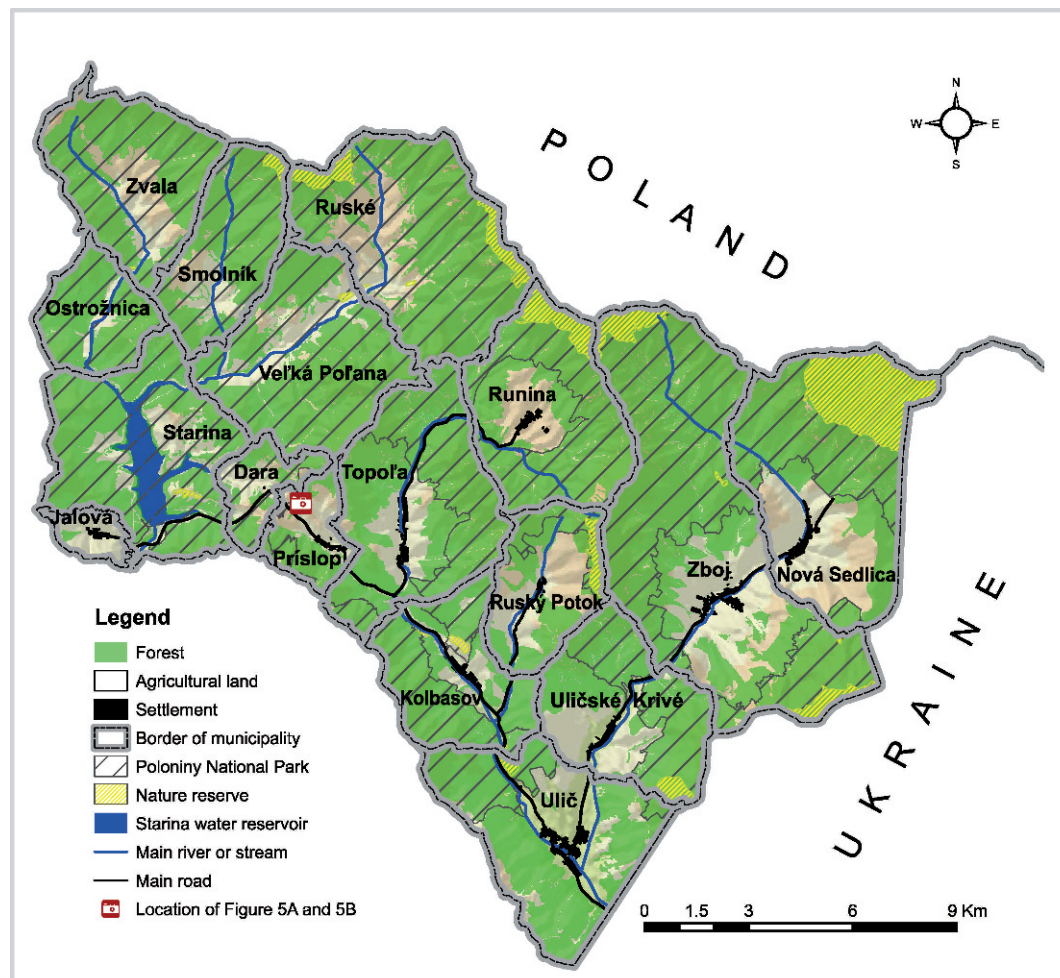 N
W E
S
POLAND
Zvala
Ruské
Smolník
Ostrožnica
Veľká Poľana
Runina
Starina
Dara
Topoľa
Jalová
Príslop
Zboj
Nová Sedlica
Ruský Potok
Kolbasov
Uličské Krivé
Ulič
UKRAINE
Legend
Forest
Agricultural land
Settlement
Border of municipality
Poloniny National Park
Nature reserve
Starina water reservoir
Main river or stream
Main road
Location of Figure 5A and 5B
0 1.5 3 6 9 Km